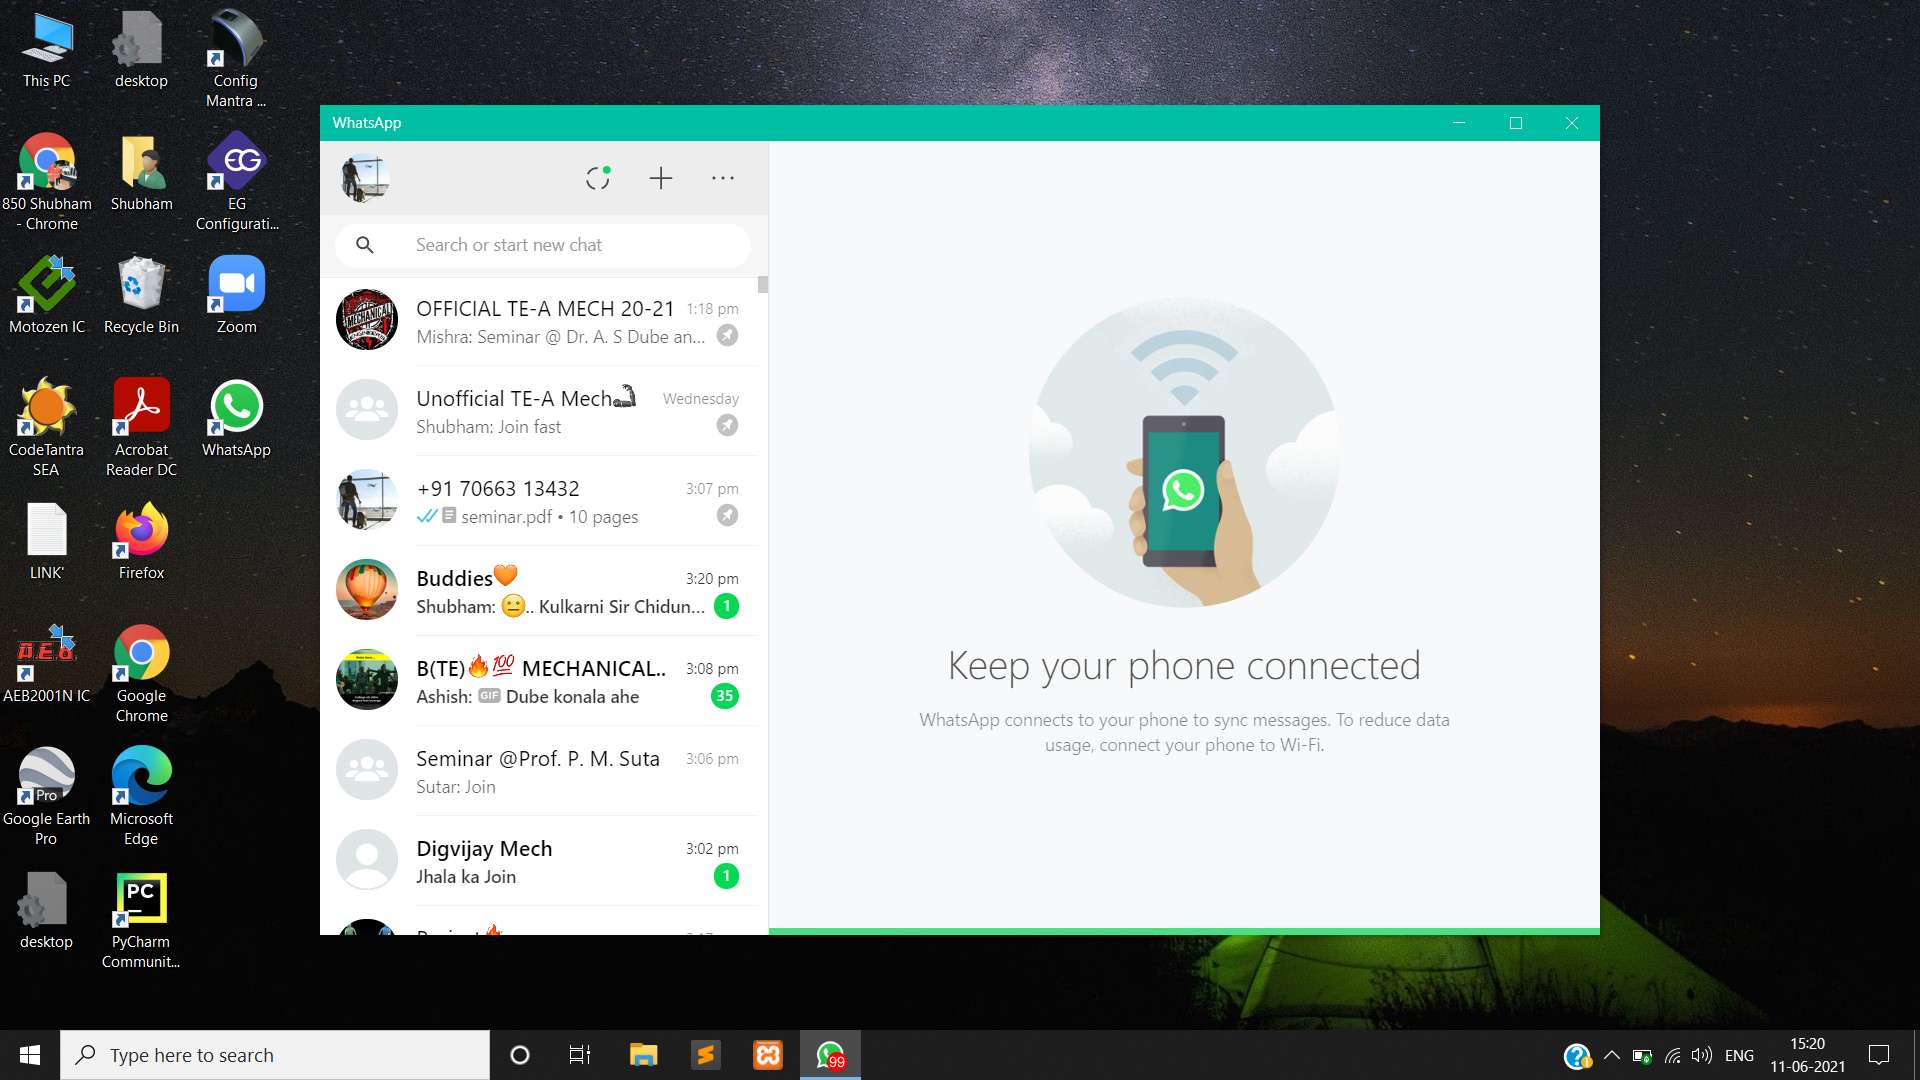 This PC
desktop
Config
Mantra ...
850 Shubham
- Chrome
Shubham
EG
EG
Configurati...
Motozen IC
Recycle Bin
Zoom
CodeTantra
SEA
Acrobat
Reader DC
WhatsApp
LINK'
Firefox
AEB
AEB2001N IC
Google
Chrome
Pro
Google Earth
Pro
Microsoft
Edge
desktop
PC
PyCharm
Communit...
WhatsApp
Search or start new chat
MECHANICAL
OFFICIAL TE-A MECH 20-21 1:18 pm
Mishra: Seminar @ Dr. A. S Dube an...
Unofficial TE-A Mech🦾 Wednesday
Shubham: Join fast
+91 70663 13432 3:07 pm
seminar.pdf • 10 pages
Buddies🧡 3:20 pm
Shubham: 😐.. Kulkarni Sir Chidun... 1
B(TE)🔥💯 MECHANICAL.. 3:08 pm
Ashish: GIF Dube konala ahe 35
Seminar @Prof. P. M. Suta 3:06 pm
Sutar: Join
Digvijay Mech 3:02 pm
Jhala ka Join 1
Keep your phone connected
WhatsApp connects to your phone to sync messages. To reduce data
usage, connect your phone to Wi-Fi.
Type here to search
99
ENG
15:20
11-06-2021